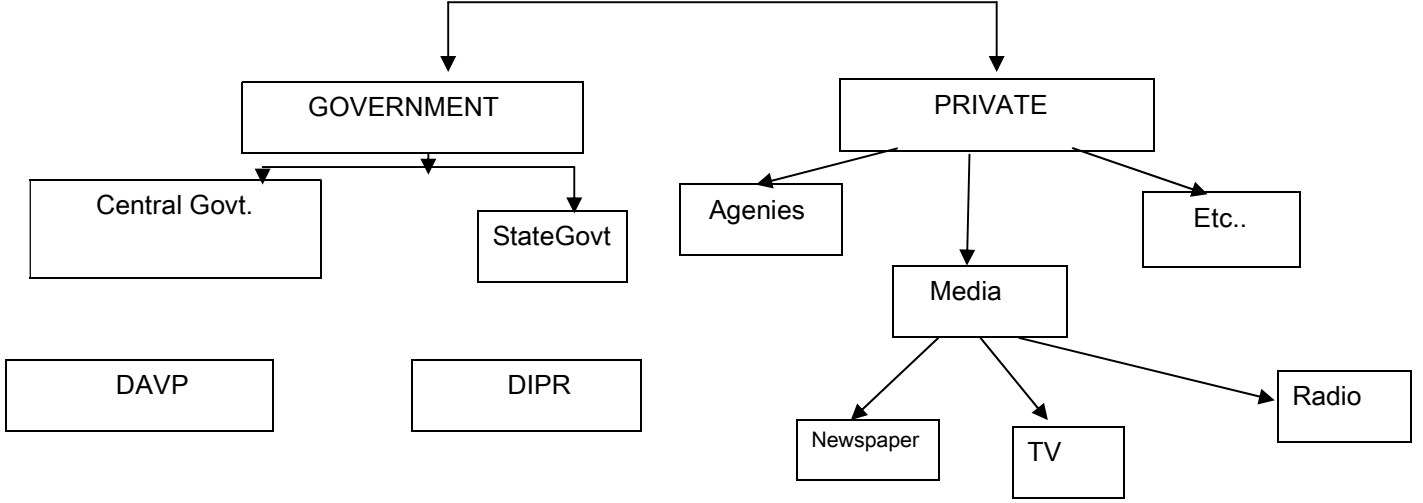 GOVERNMENT
PRIVATE
Central Govt.
StateGovt
Agenies
Etc..
Media
DAVP
DIPR
Newspaper
TV
Radio